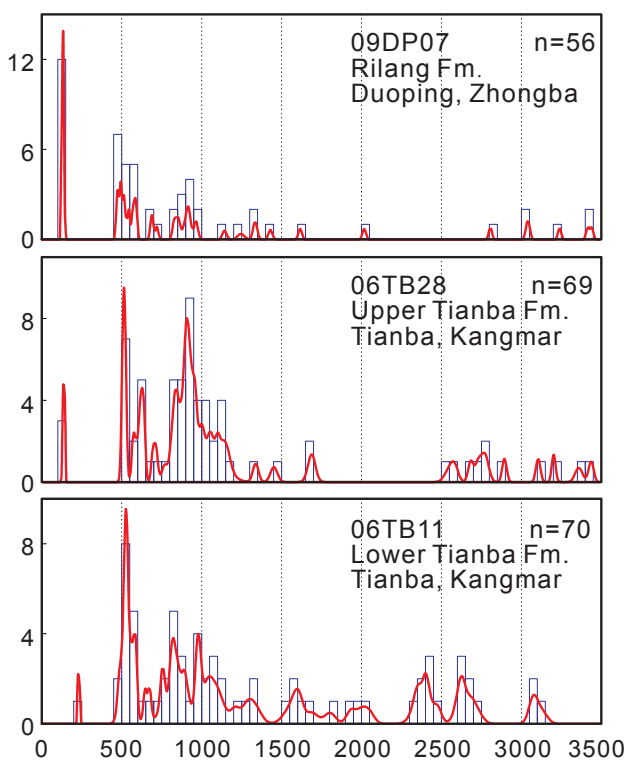 09DP07 n=56
Rilang Fm.
Duoping, Zhongba
12
6
0
06TB28 n=69
Upper Tianba Fm.
Tianba, Kangmar
8
4
0
06TB11 n=70
Lower Tianba Fm.
Tianba, Kangmar
8
4
0
0 500 1000 1500 2000 2500 3000 3500